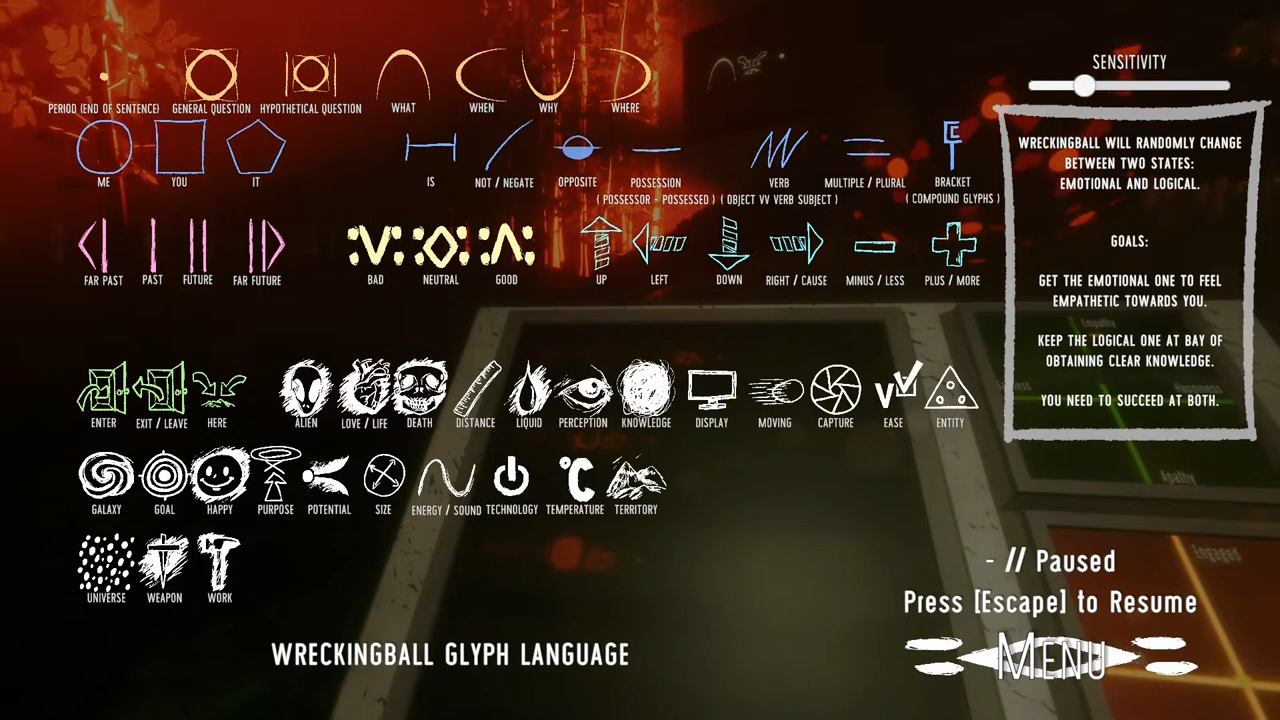 SENSITIVITY
PERIOD (END OF SENTENCE) GENERAL QUESTION HYPOTHETICAL QUESTION WHAT WHEN WHY WHERE
ME YOU IT IS NOT / NEGATE OPPOSITE POSSESSION VERB MULTIPLE / PLURAL BRACKET
( POSSESSOR - POSSESSED ) ( OBJECT VV VERB SUBJECT ) ( COMPOUND GLYPHS )
FAR PAST PAST FUTURE FAR FUTURE BAD NEUTRAL GOOD UP LEFT DOWN RIGHT / CAUSE MINUS / LESS PLUS / MORE
ENTER EXIT / LEAVE HERE ALIEN LOVE / LIFE DEATH DISTANCE LIQUID PERCEPTION KNOWLEDGE DISPLAY MOVING CAPTURE EASE ENTITY
GALAXY GOAL HAPPY PURPOSE POTENTIAL SIZE ENERGY / SOUND TECHNOLOGY TEMPERATURE TERRITORY
UNIVERSE WEAPON WORK
WRECKINGBALL GLYPH LANGUAGE
WRECKINGBALL WILL RANDOMLY CHANGE
BETWEEN TWO STATES:
EMOTIONAL AND LOGICAL.
GOALS:
GET THE EMOTIONAL ONE TO FEEL
EMPATHETIC TOWARDS YOU.
KEEP THE LOGICAL ONE AT BAY OF
OBTAINING CLEAR KNOWLEDGE.
YOU NEED TO SUCCEED AT BOTH.
Empathy
Happiness
Apathy
Engaged
- // Paused
Press [Escape] to Resume
MENU